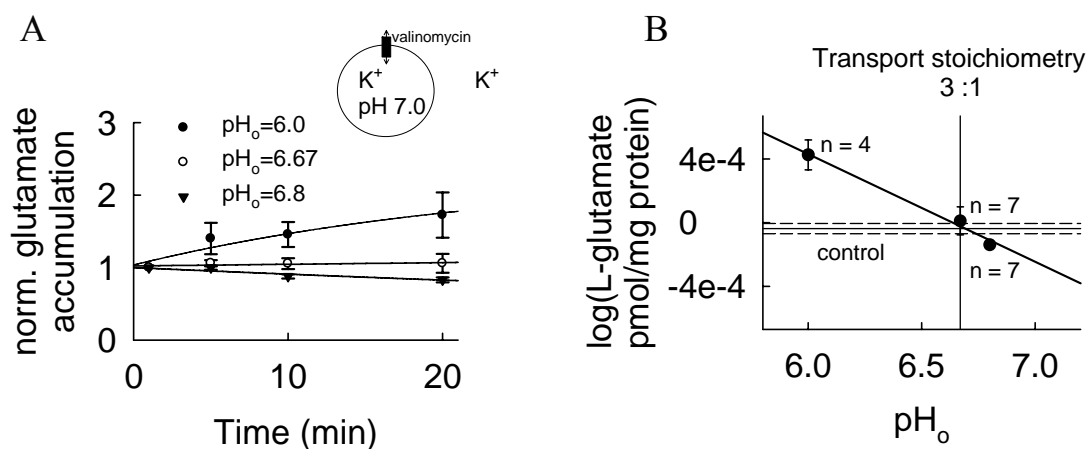 A
valinomycin
K+
K+
pH 7.0
pHo=6.0
pHo=6.67
pHo=6.8
norm. glutamate
accumulation
3
2
1
0
0
10
20
Time (min)
B
Transport stoichiometry
3 :1
log(L-glutamate
pmol/mg protein)
4e-4
0
-4e-4
n = 4
n = 7
control
n = 7
6.0
6.5
7.0
pHo